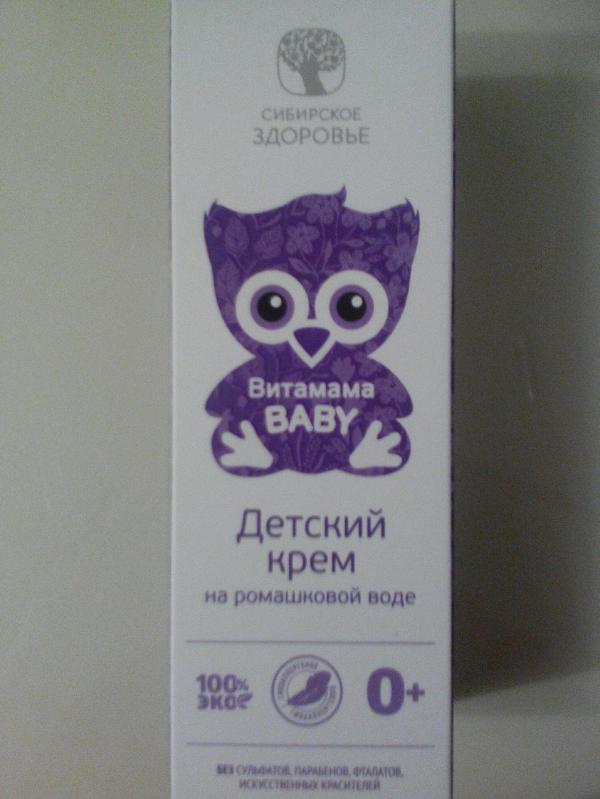 СИБИРСКОЕ
ЗДОРОВЬЕ
Витамама
BABY
Детский
крем
на ромашковой воде
100%
ЭКО
0+
БЕЗ СУЛЬФАТОВ, ПАРАБЕНОВ, ФТАЛАТОВ,
ИСКУССТВЕННЫХ КРАСИТЕЛЕЙ